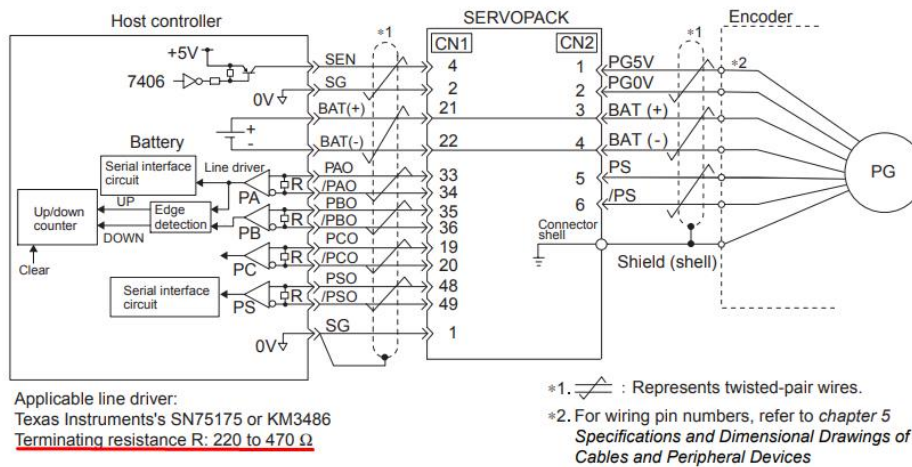 Host controller
SERVOPACK
Encoder
+5V
7406
0V
*1
SEN
SG
BAT(+)
BAT(-)
CN1
CN2
4
2
21
22
1
2
3
4
5
6
PG5V
PG0V
BAT (+)
BAT (-)
PS
/PS
*1
*2
PG
+
-
Battery
Serial interface
circuit
Line driver
UP
Up/down
counter
Edge
detection
DOWN
Clear
PA
PB
PC
PS
R
R
R
R
Serial interface
circuit
PAO
/PAO
PBO
/PBO
PCO
/PCO
PSO
/PSO
SG
0V
33
34
35
36
19
20
48
49
1
Connector
shell
Shield (shell)
Applicable line driver:
Texas Instruments's SN75175 or KM3486
Terminating resistance R: 220 to 470 Ω
*1. : Represents twisted-pair wires.
*2. For wiring pin numbers, refer to chapter 5
Specifications and Dimensional Drawings of
Cables and Peripheral Devices